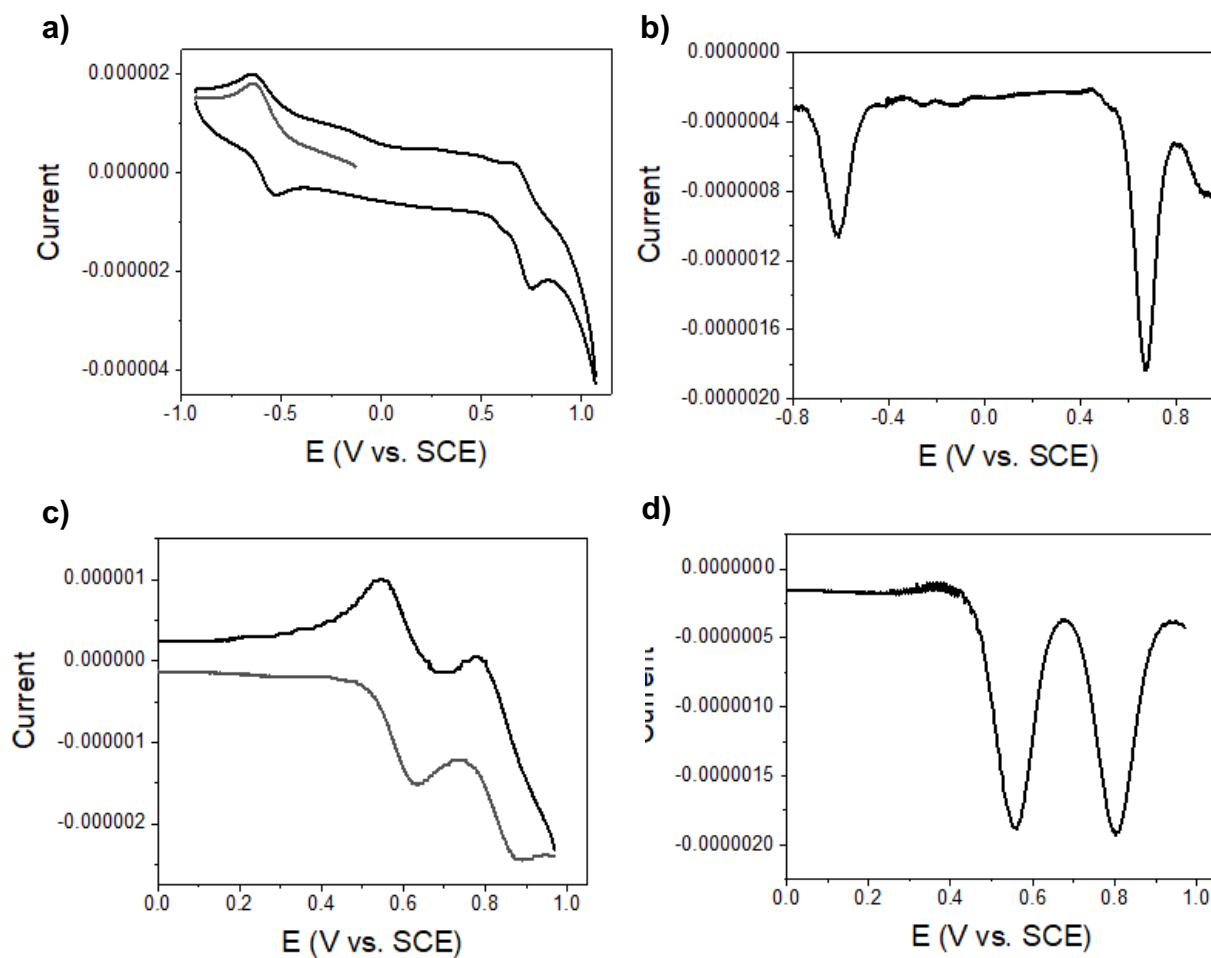 a)
0.000002
0.000000
-0.000002
-0.000004
Current
-1.0 -0.5 0.0 0.5 1.0
E (V vs. SCE)
b)
0.0000000
-0.0000004
-0.0000008
-0.0000012
-0.0000016
-0.0000020
Current
-0.8 -0.4 0.0 0.4 0.8
E (V vs. SCE)
c)
0.000001
0.000000
-0.000001
-0.000002
Current
0.0 0.2 0.4 0.6 0.8 1.0
E (V vs. SCE)
d)
0.0000000
-0.0000005
-0.0000010
-0.0000015
-0.0000020
Current
0.0 0.2 0.4 0.6 0.8 1.0
E (V vs. SCE)